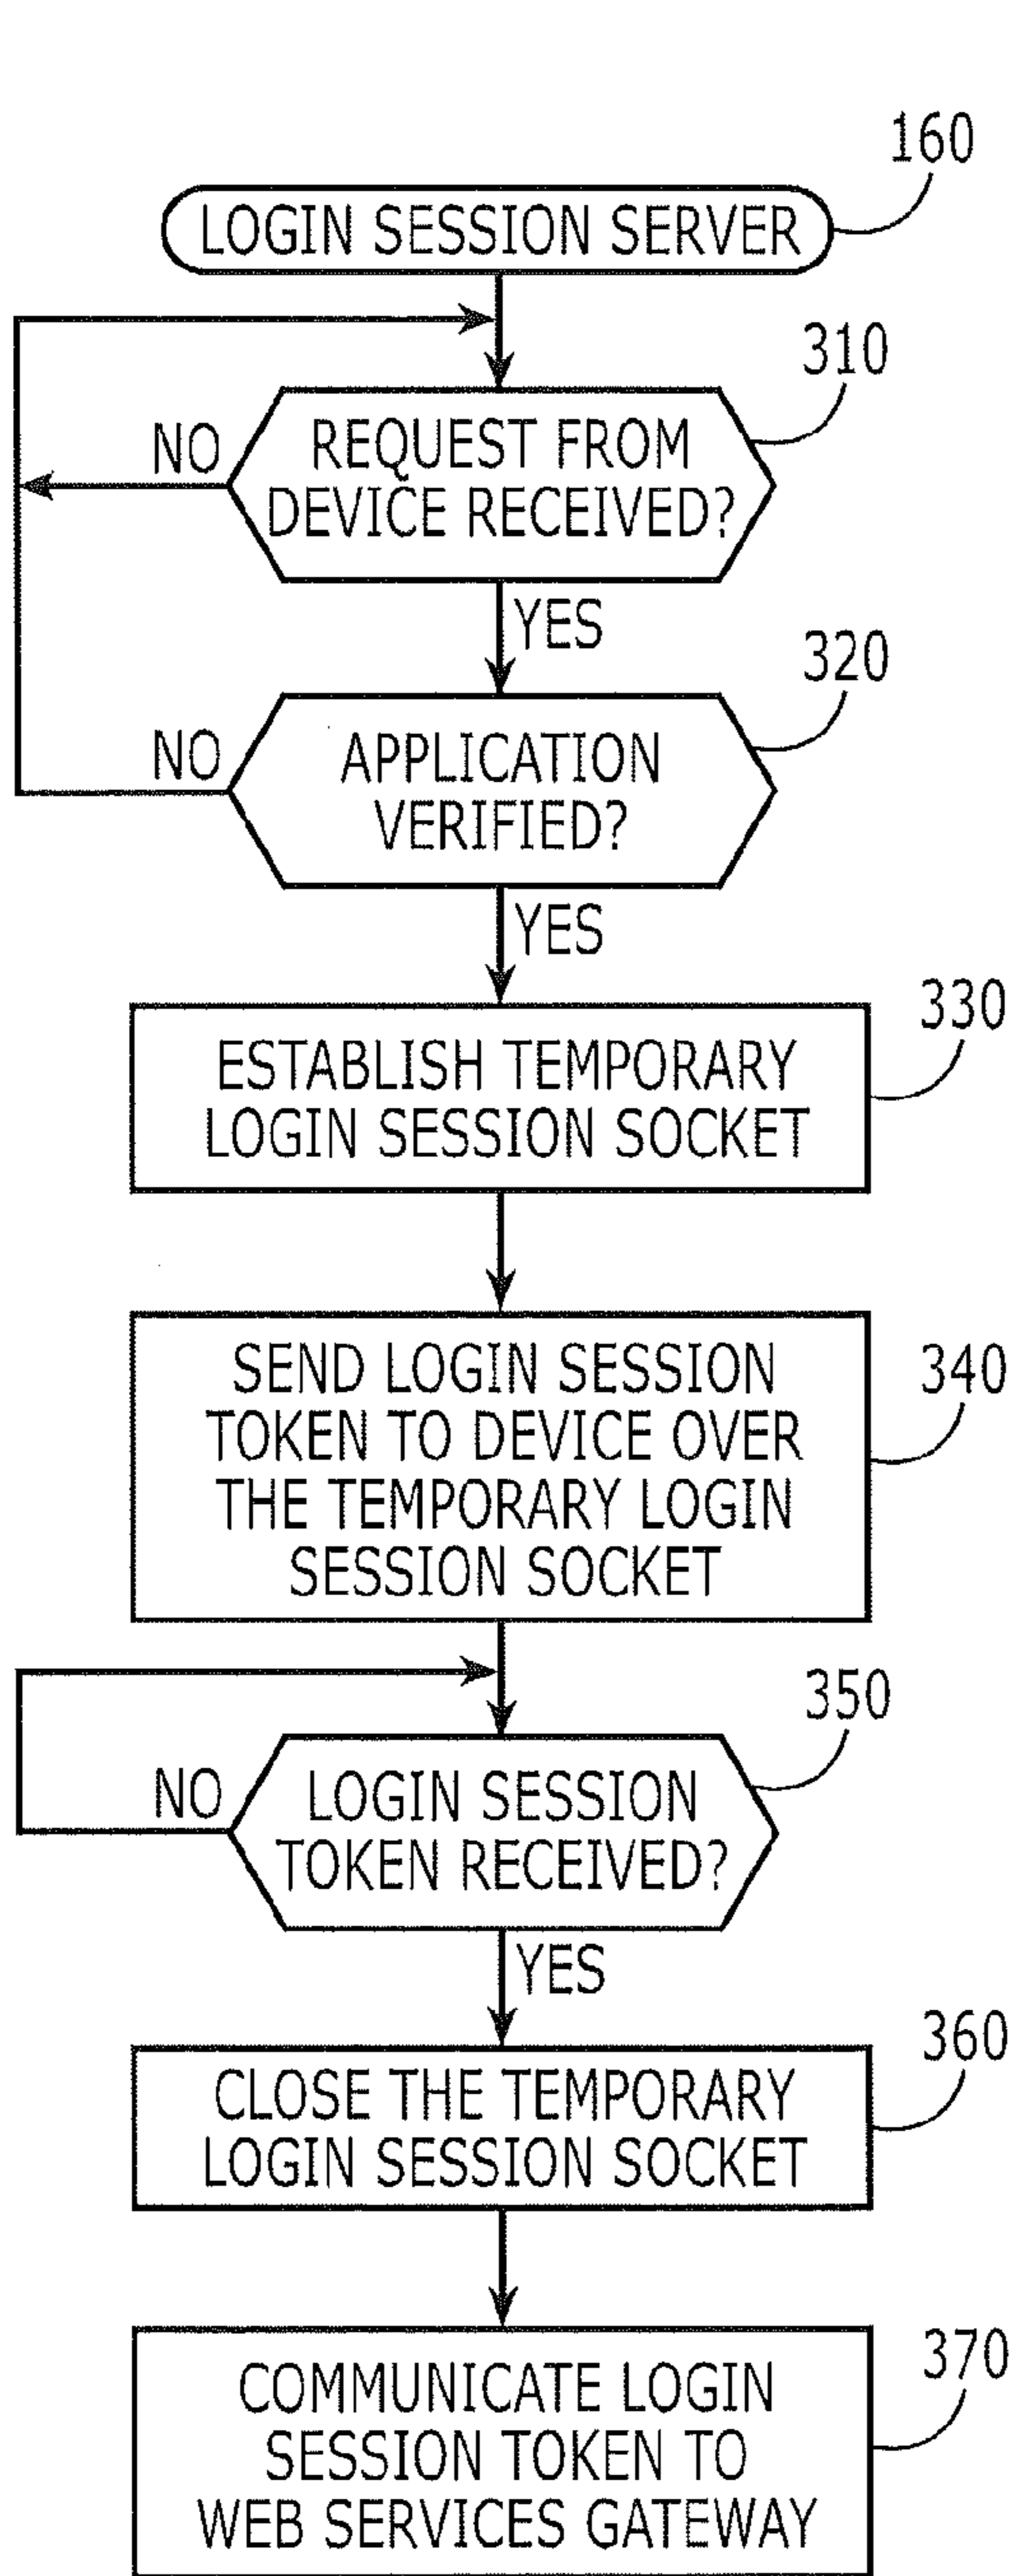 160
LOGIN SESSION SERVER
310
NO
REQUEST FROM
DEVICE RECEIVED?
YES
320
NO
APPLICATION
VERIFIED?
YES
330
ESTABLISH TEMPORARY
LOGIN SESSION SOCKET
340
SEND LOGIN SESSION
TOKEN TO DEVICE OVER
THE TEMPORARY LOGIN
SESSION SOCKET
350
NO
LOGIN SESSION
TOKEN RECEIVED?
YES
360
CLOSE THE TEMPORARY
LOGIN SESSION SOCKET
370
COMMUNICATE LOGIN
SESSION TOKEN TO
WEB SERVICES GATEWAY